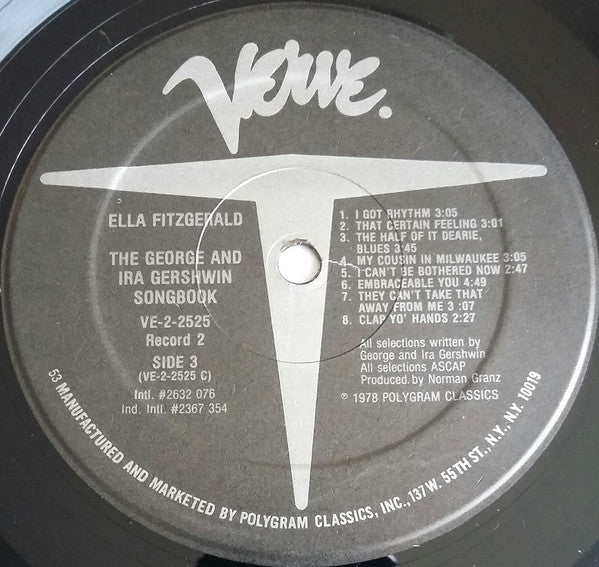 Verve.
ELLA FITZGERALD
THE GEORGE AND
IRA GERSHWIN
SONGBOOK
VE-2-2525
Record 2
SIDE 3
(VE-2-2525 C)
Intl. #2632 076
Ind. Intl. #2367 354
1. I GOT RHYTHM 3:05
2. THAT CERTAIN FEELING 3:01
3. THE HALF OF IT DEARIE,
BLUES 3:45
4. MY COUSIN IN MILWAUKEE 3:05
5. I CAN'T BE BOTHERED NOW 2:47
6. EMBRACEABLE YOU 4:49
7. THEY CAN'T TAKE THAT
AWAY FROM ME 3 :07
8. CLAP YO' HANDS 2:27
All selections written by
George and Ira Gershwin
All selections ASCAP
Produced by Norman Granz
℗ 1978 POLYGRAM CLASSICS
53 MANUFACTURED AND MARKETED BY POLYGRAM CLASSICS, INC., 137 W. 55TH ST., N.Y., N.Y. 10019